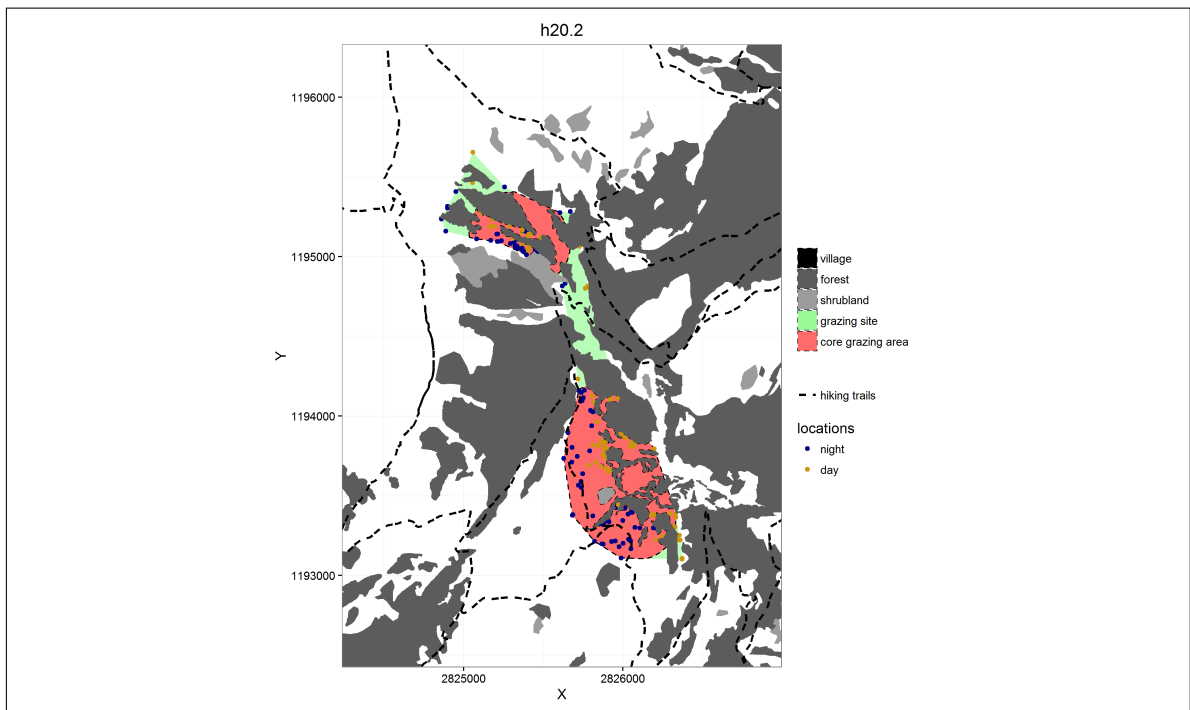 h20.2
1196000
1195000
1194000
1193000
Y
2825000
2826000
X
village
forest
shrubland
grazing site
core grazing area
hiking trails
locations
night
day